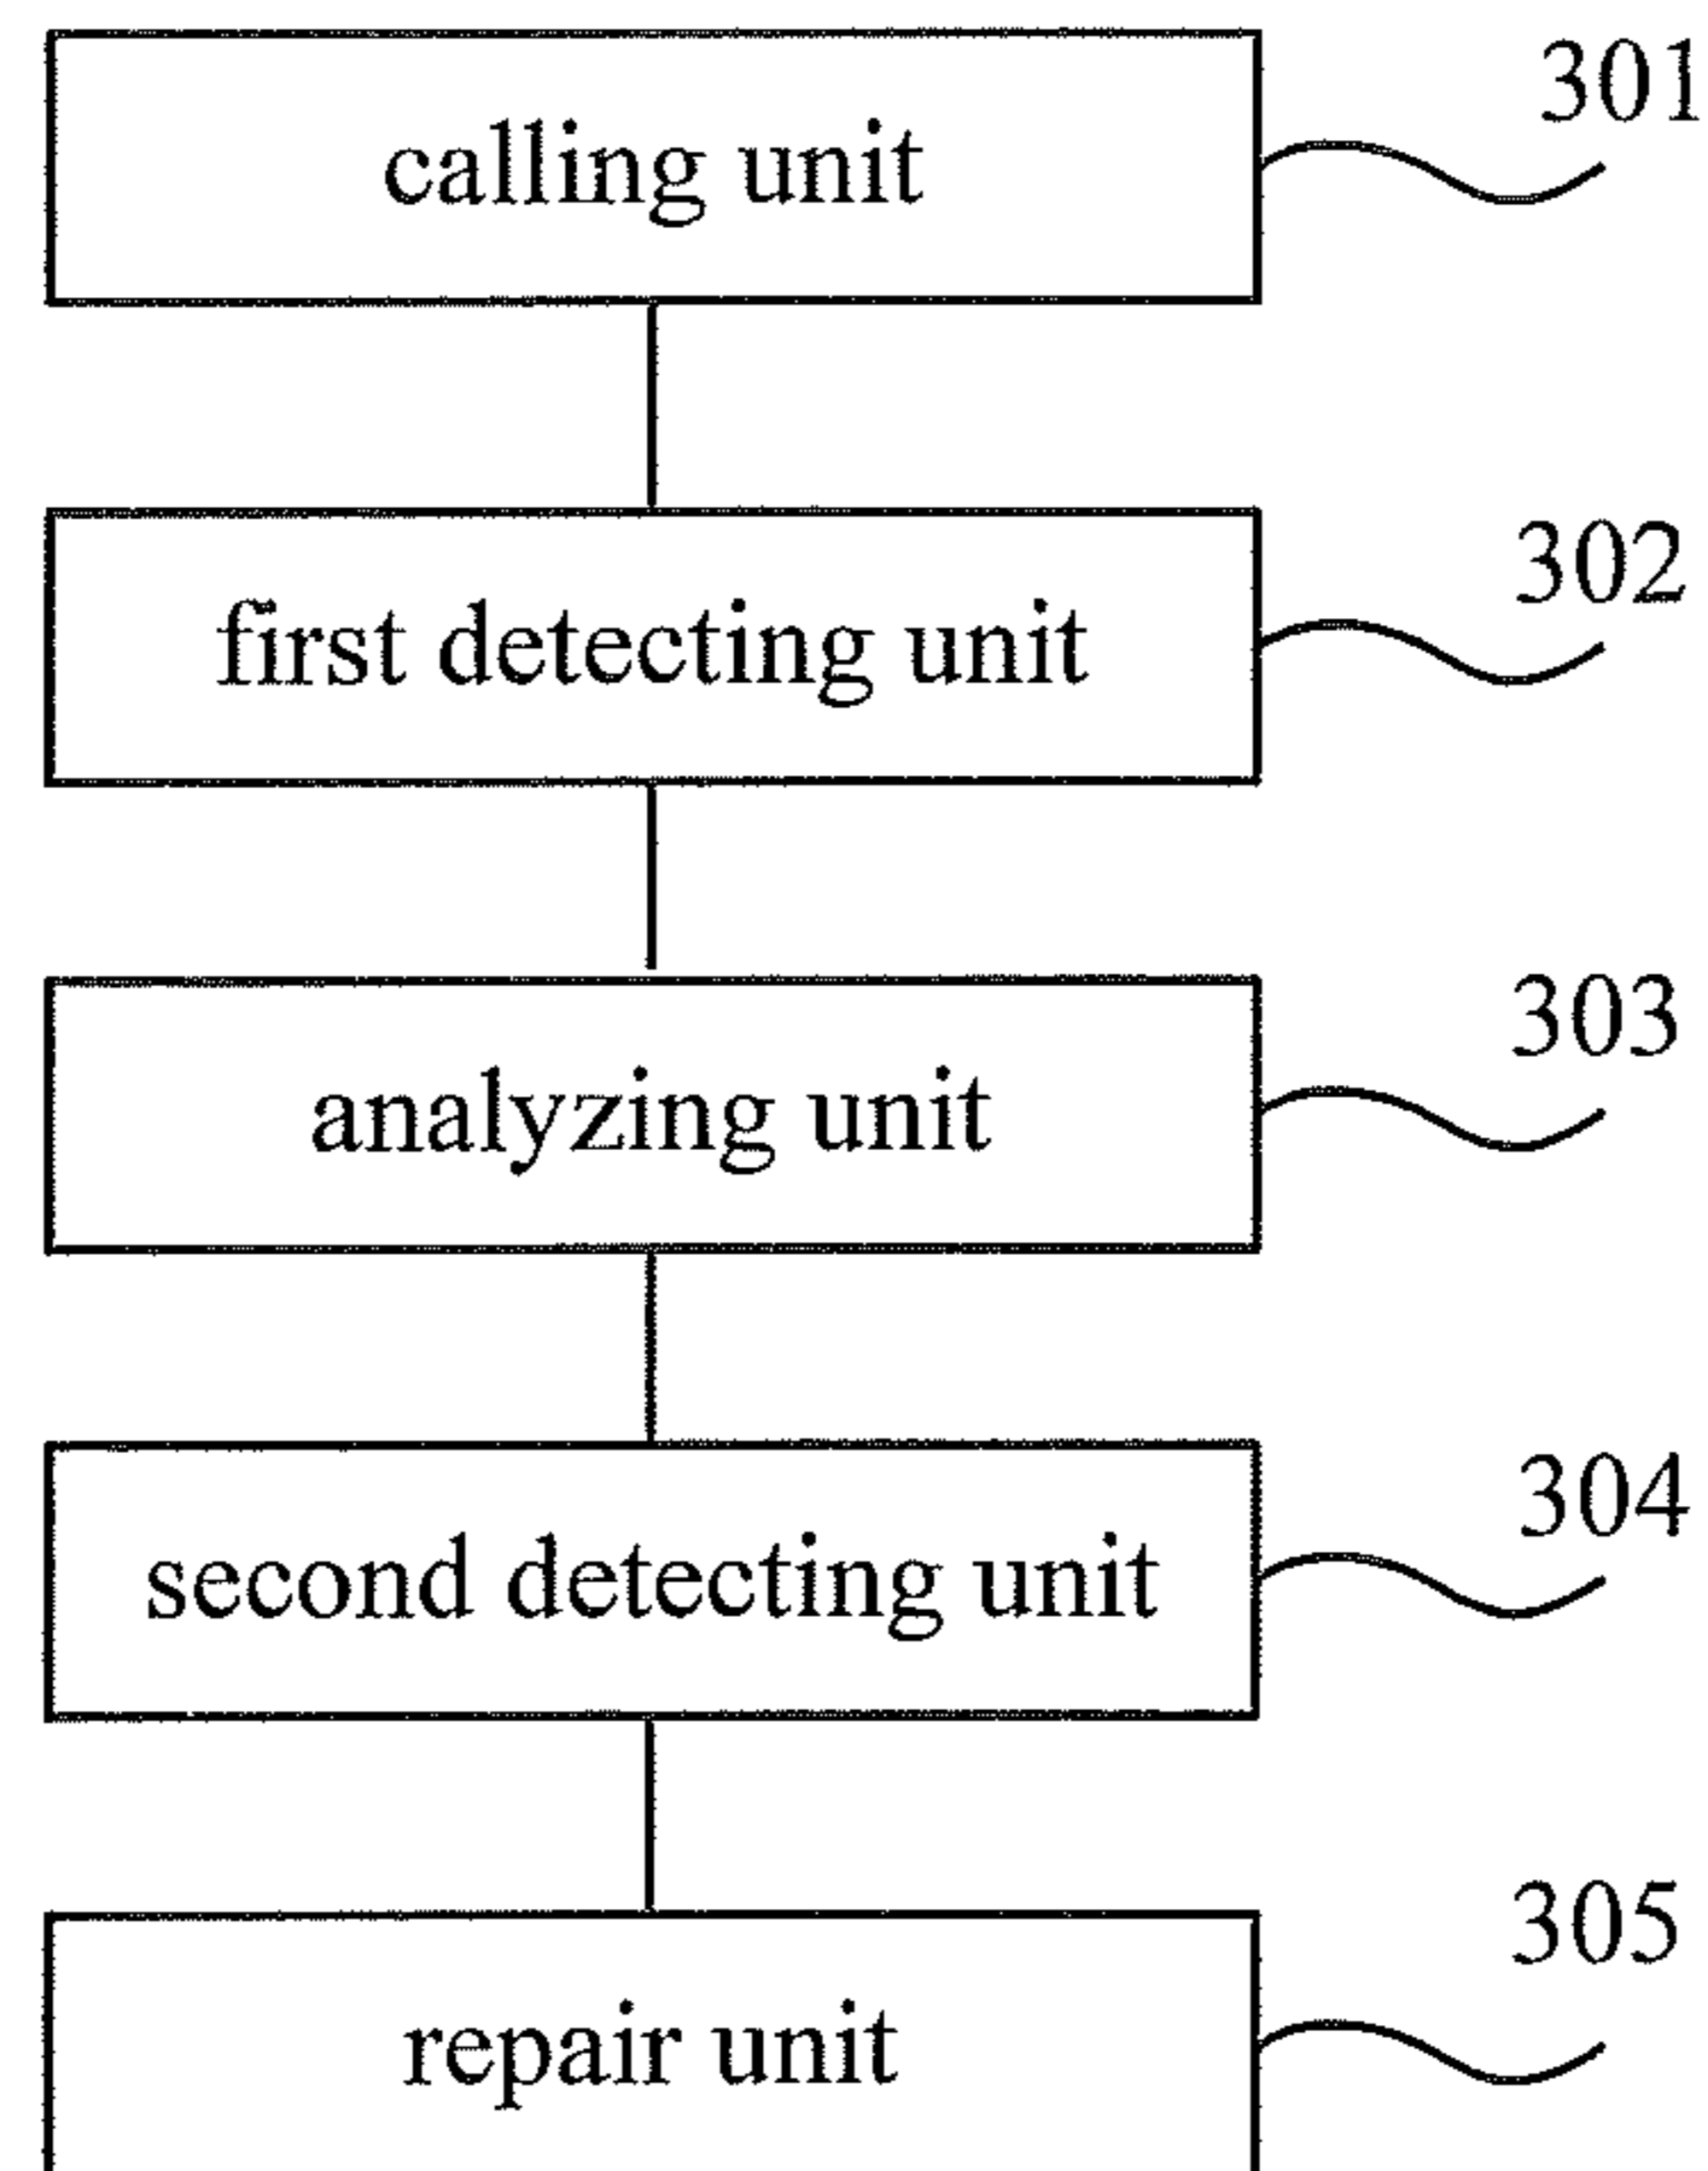 301
calling unit
302
first detecting unit
303
analyzing unit
304
second detecting unit
305
repair unit